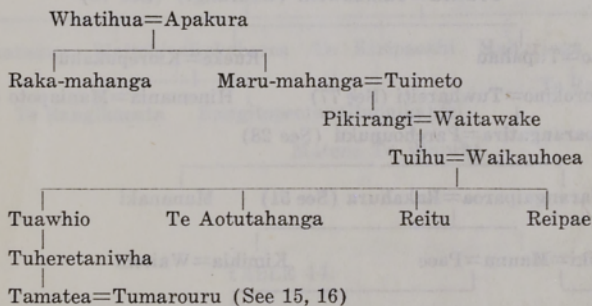 Whatihua=Apakura
Raka-mahanga Maru-mahanga=Tuimeto
Pikirangi=Waitawake
Tuihu=Waikauhoea
Tuawhio Te Aotutahanga Reitu Reipae
Tuheretaniwha
Tamatea=Tumarouru (See 15, 16)